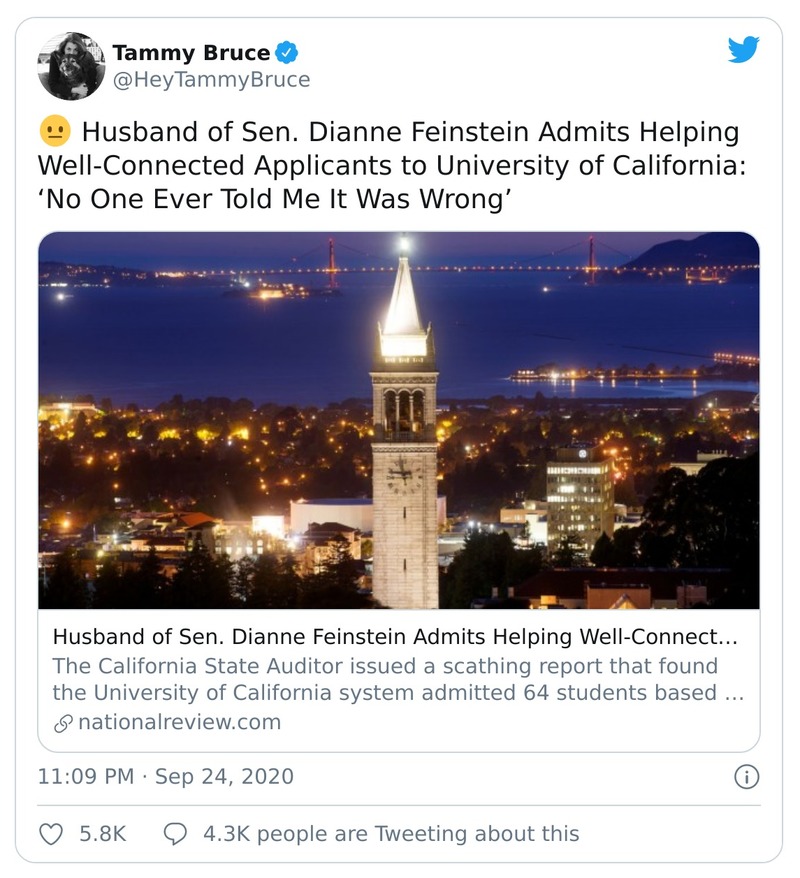 Tammy Bruce
@HeyTammyBruce
😐 Husband of Sen. Dianne Feinstein Admits Helping
Well-Connected Applicants to University of California:
‘No One Ever Told Me It Was Wrong’
Husband of Sen. Dianne Feinstein Admits Helping Well-Connect…
The California State Auditor issued a scathing report that found
the University of California system admitted 64 students based …
nationalreview.com
11:09 PM · Sep 24, 2020
5.8K 4.3K people are Tweeting about this